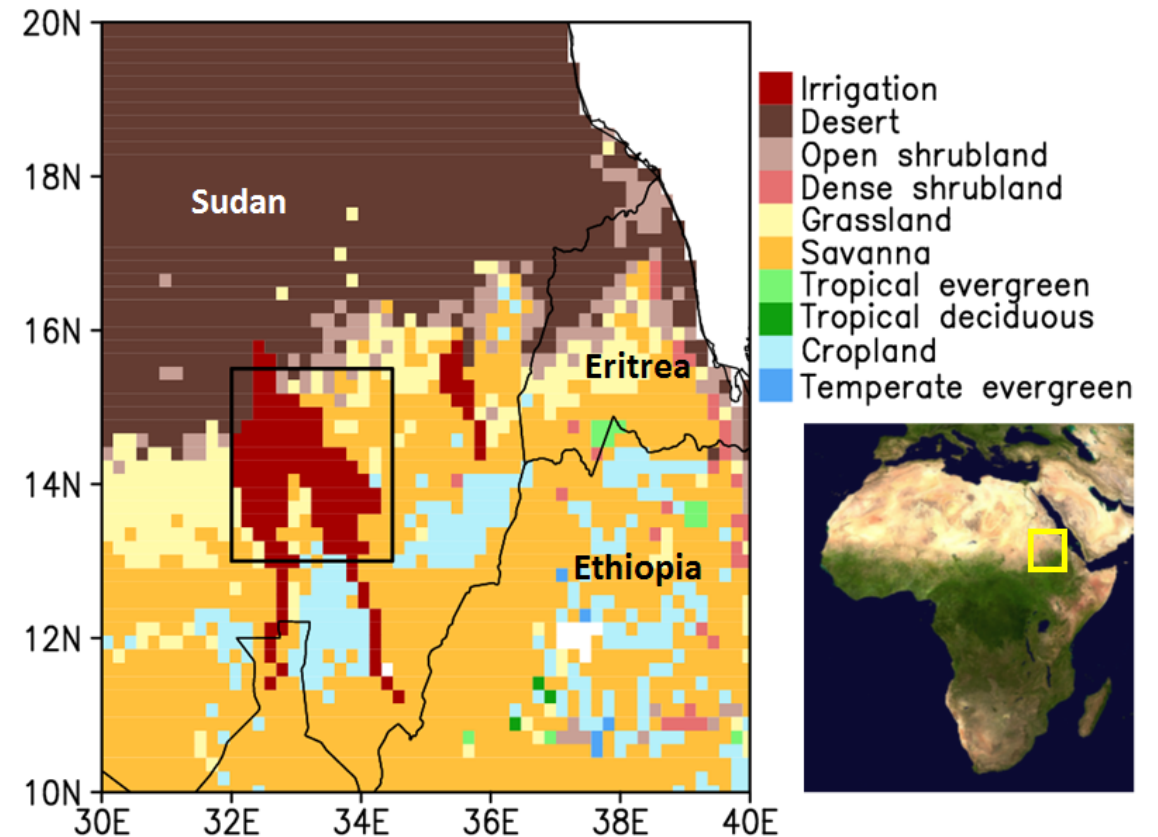 20N
18N
16N
14N
12N
10N
30E 32E 34E 36E 38E 40E
Sudan
Eritrea
Ethiopia
Irrigation
Desert
Open shrubland
Dense shrubland
Grassland
Savanna
Tropical evergreen
Tropical deciduous
Cropland
Temperate evergreen